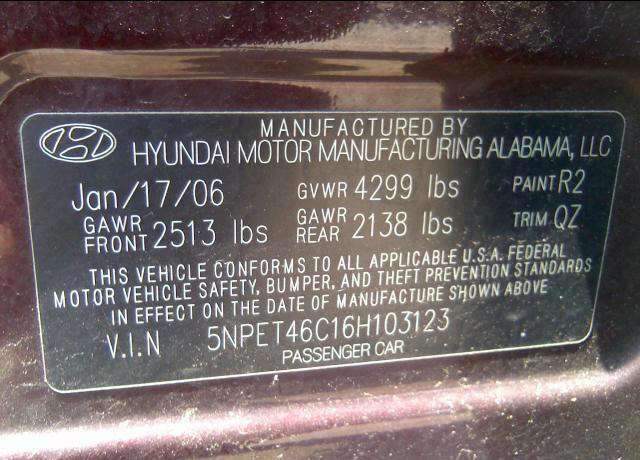 MANUFACTURED BY
HYUNDAI MOTOR MANUFACTURING ALABAMA, LLC
Jan/17/06 GVWR 4299 lbs PAINT R2
GAWR FRONT 2513 lbs GAWR REAR 2138 lbs TRIM QZ
THIS VEHICLE CONFORMS TO ALL APPLICABLE U.S.A. FEDERAL
MOTOR VEHICLE SAFETY, BUMPER, AND THEFT PREVENTION STANDARDS
IN EFFECT ON THE DATE OF MANUFACTURE SHOWN ABOVE
V.I.N 5NPET46C16H103123
PASSENGER CAR